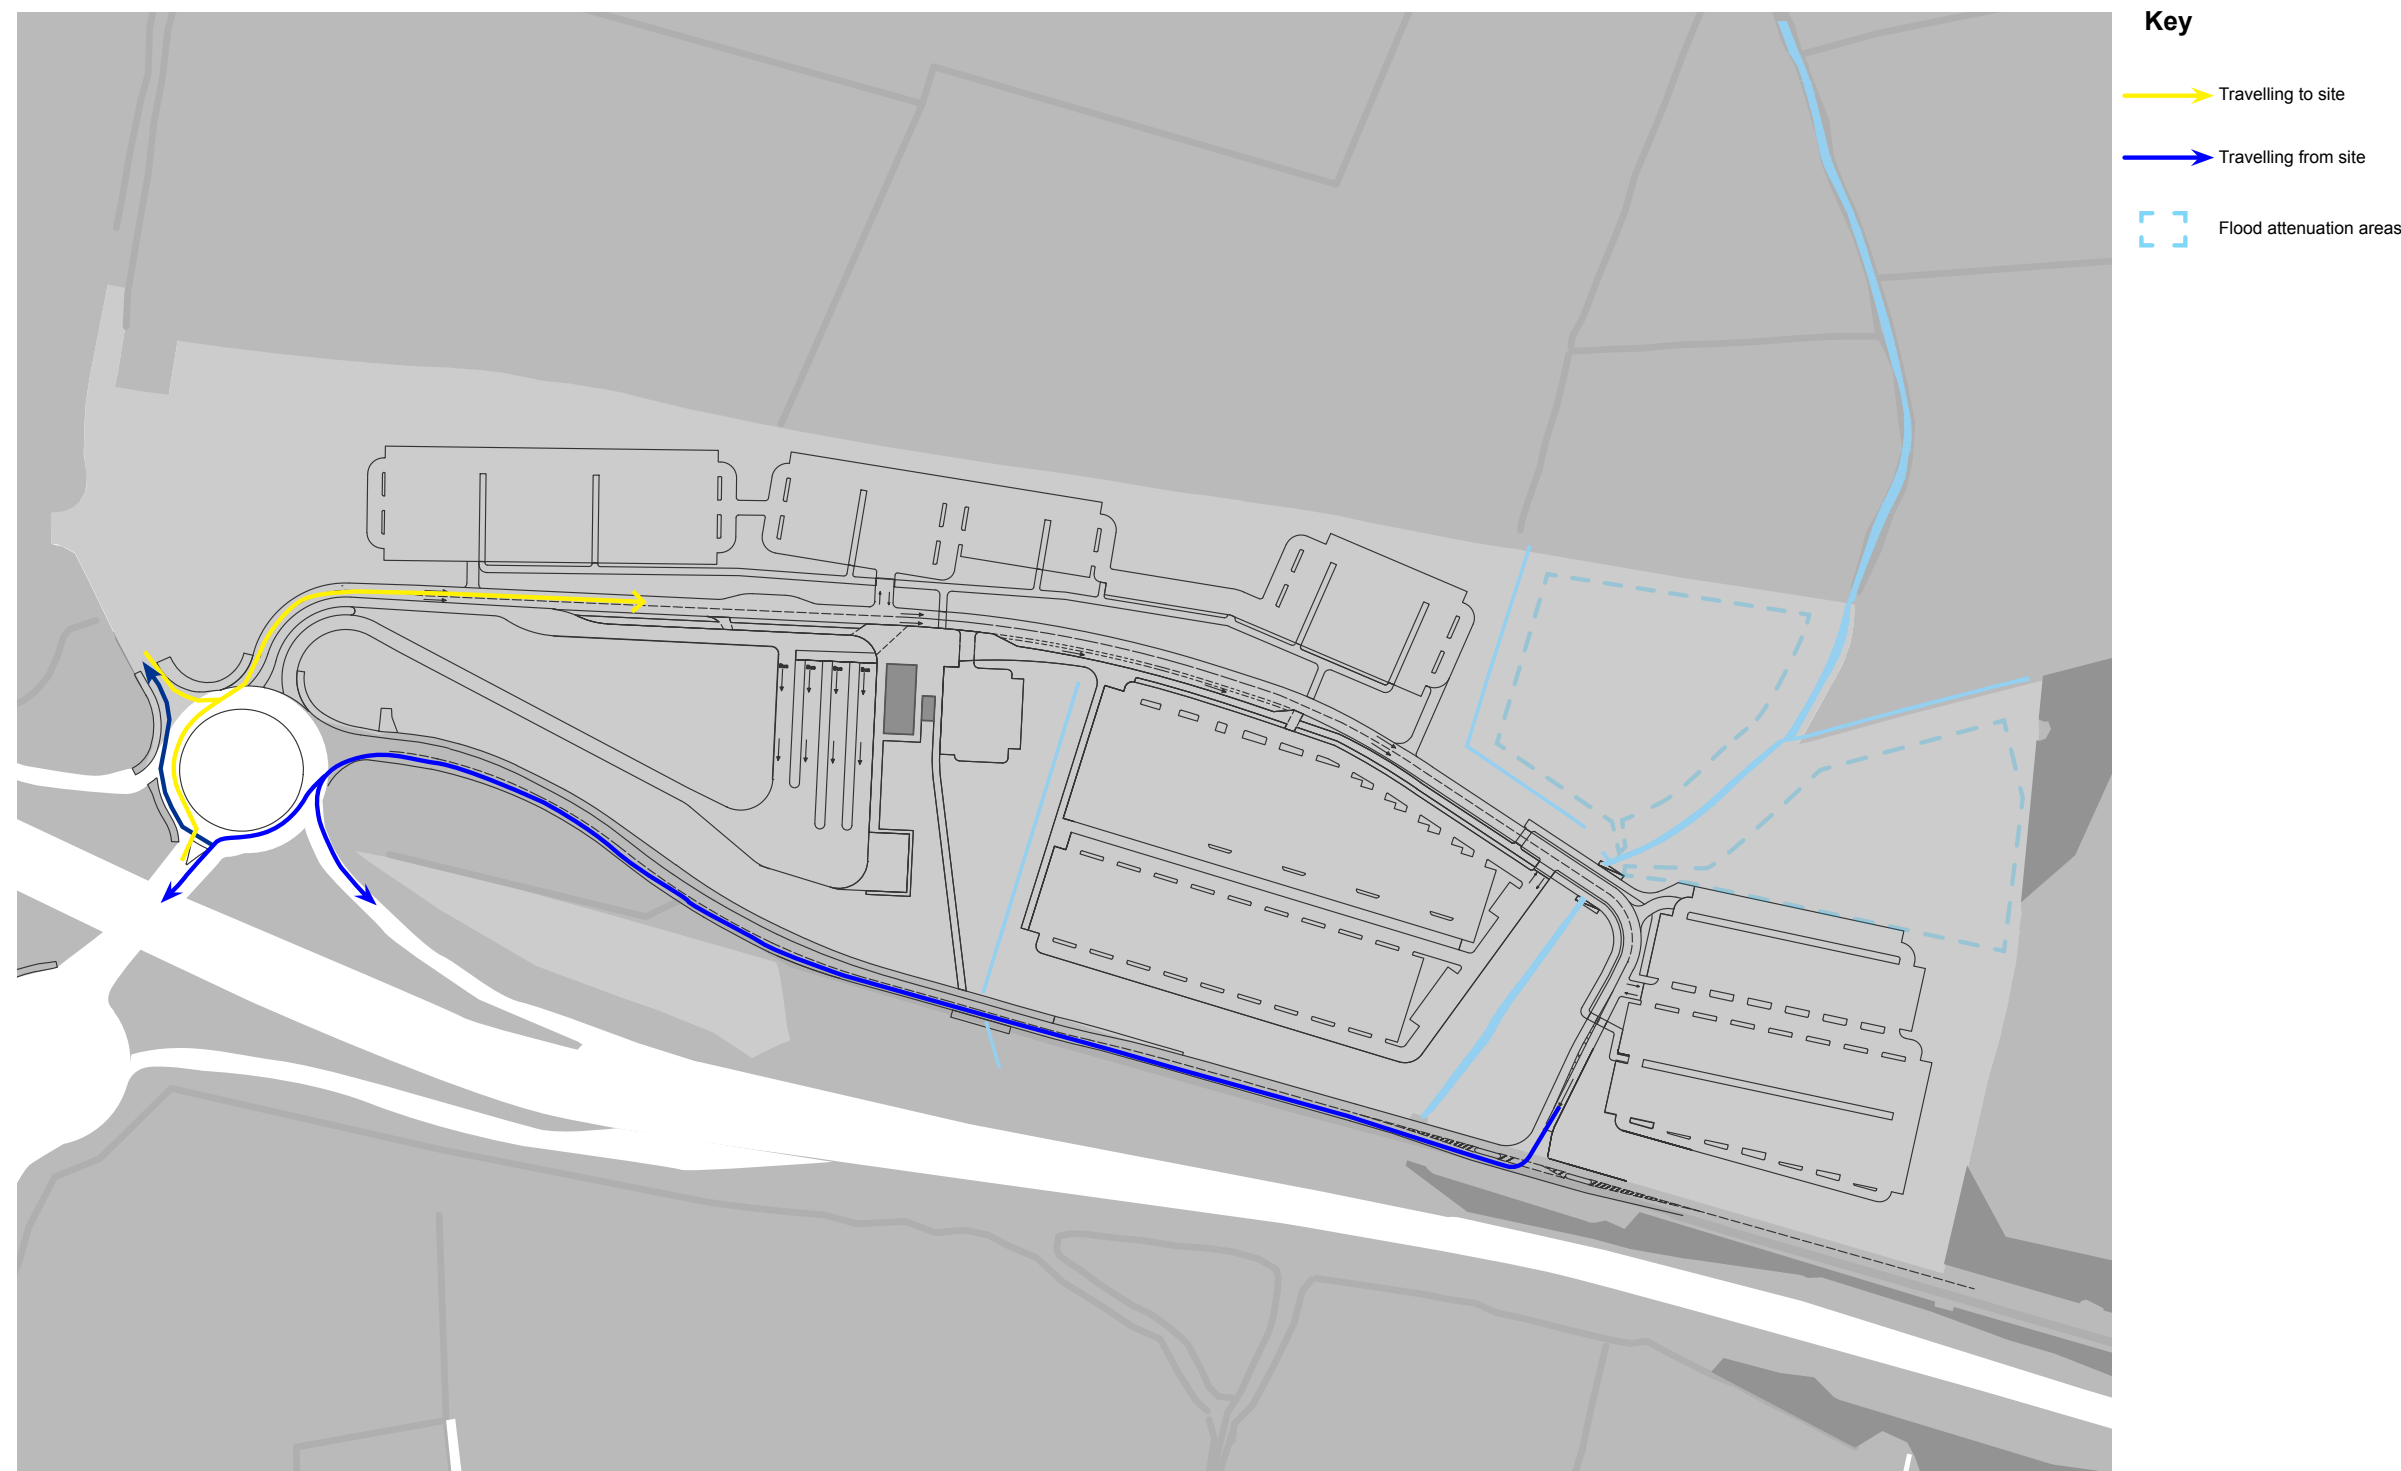 Key
Travelling to site
Travelling from site
Flood attenuation areas